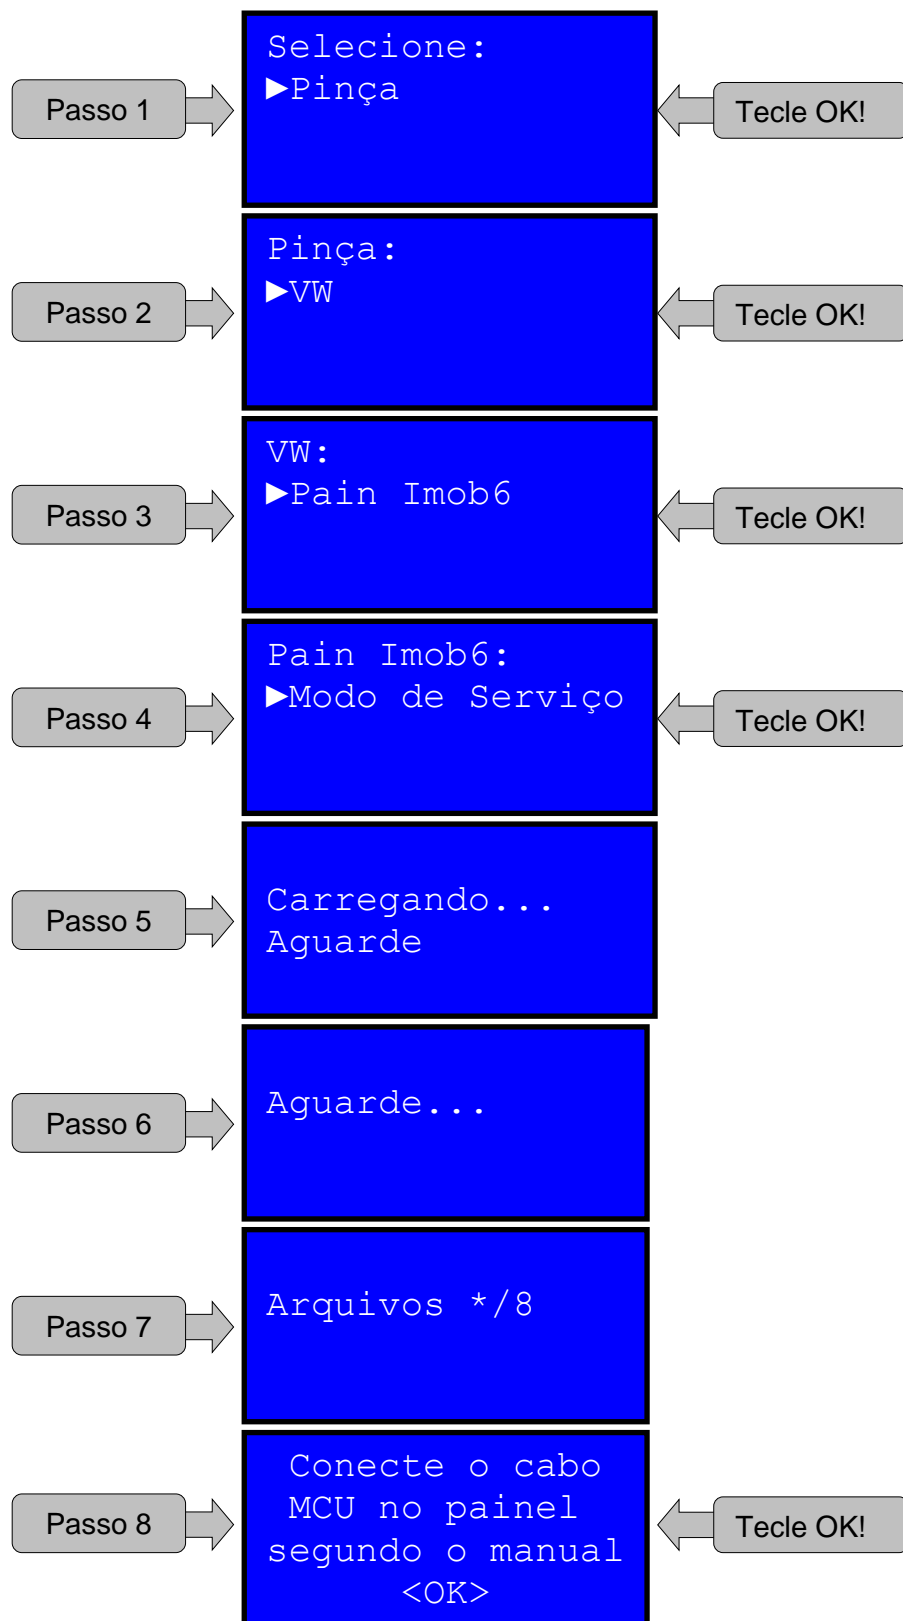 Passo 1
Selecione:
►Pinça
Tecle OK!
Passo 2
Pinça:
►VW
Tecle OK!
Passo 3
VW:
►Pain Imob6
Tecle OK!
Passo 4
Pain Imob6:
►Modo de Serviço
Tecle OK!
Passo 5
Carregando...
Aguarde
Passo 6
Aguarde...
Passo 7
Arquivos */8
Passo 8
Conecte o cabo
MCU no painel
segundo o manual
<OK>
Tecle OK!